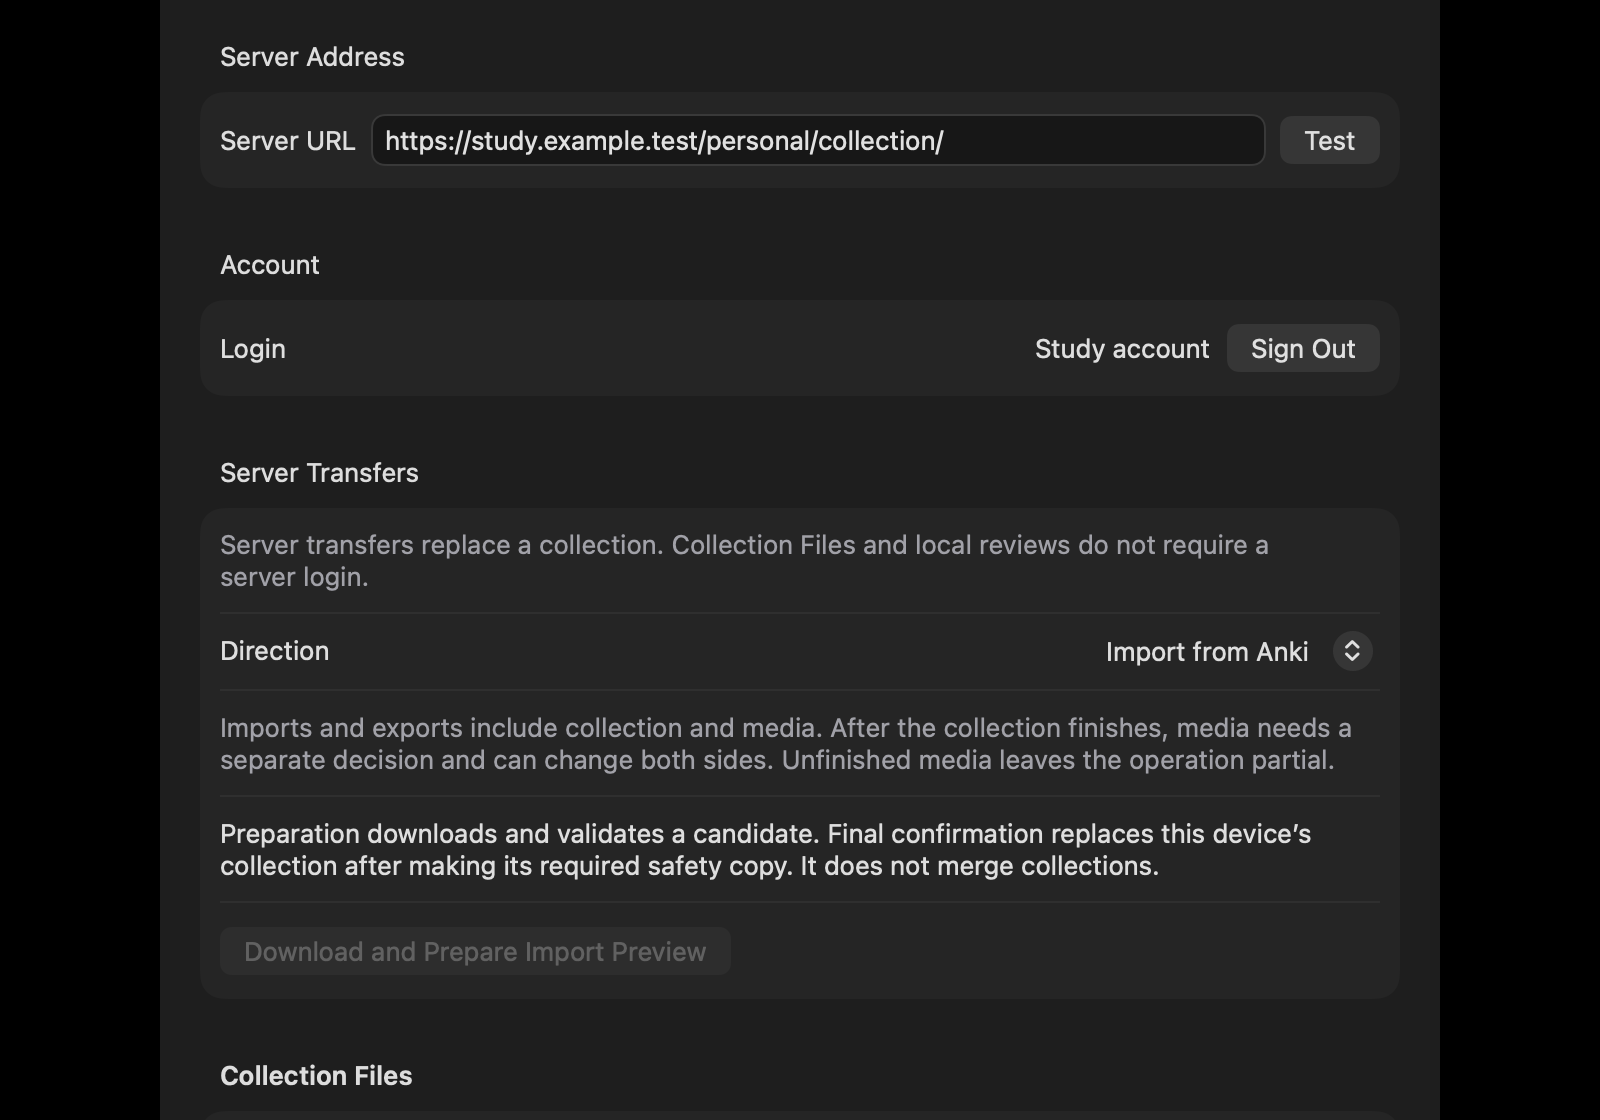 Server Address
Server URL https://study.example.test/personal/collection/ Test
Account
Login Study account Sign Out
Server Transfers
Server transfers replace a collection. Collection Files and local reviews do not require a
server login.
Direction Import from Anki
Imports and exports include collection and media. After the collection finishes, media needs a
separate decision and can change both sides. Unfinished media leaves the operation partial.
Preparation downloads and validates a candidate. Final confirmation replaces this device’s
collection after making its required safety copy. It does not merge collections.
Download and Prepare Import Preview
Collection Files